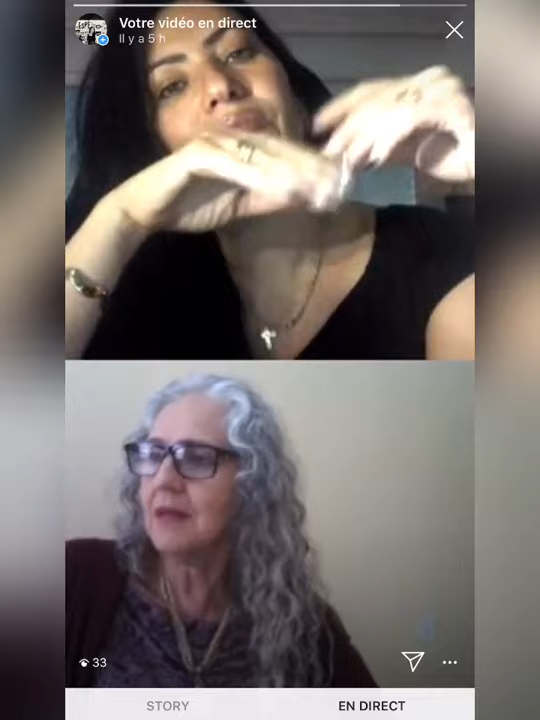 Votre vidéo en direct
Il y a 5 h
33
STORY
EN DIRECT